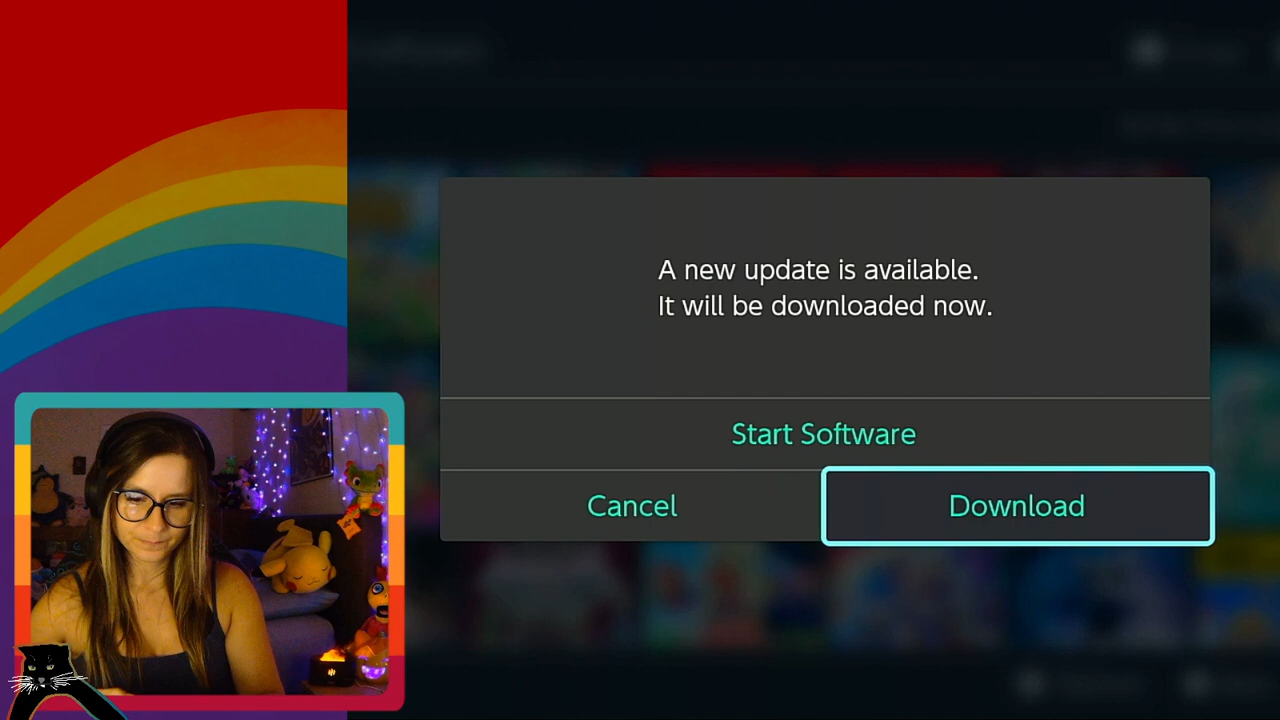 A new update is available.
It will be downloaded now.
Start Software
Cancel
Download